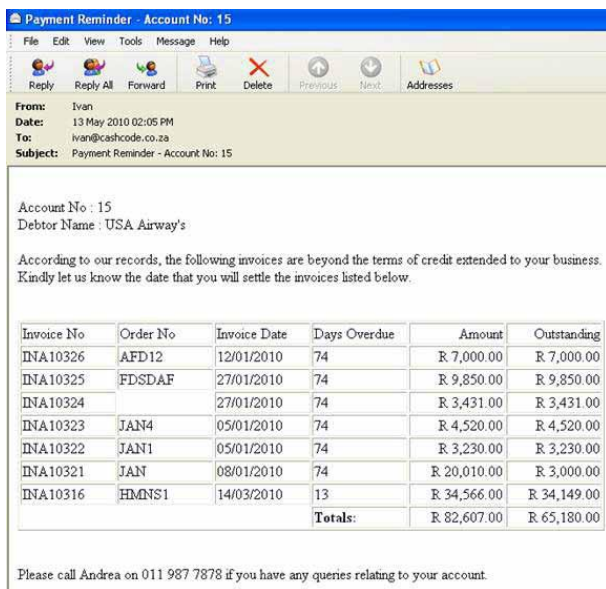 Payment Reminder - Account No: 15
File Edit View Tools Message Help
Reply Reply All Forward Print Delete Previous Next Addresses
From: Ivan
Date: 13 May 2010 02:05 PM
To: ivan@cashcode.co.za
Subject: Payment Reminder - Account No: 15
Account No : 15
Debtor Name : USA Airway's
According to our records, the following invoices are beyond the terms of credit extended to your business.
Kindly let us know the date that you will settle the invoices listed below.
Invoice No Order No Invoice Date Days Overdue Amount Outstanding
INA10326 AFD12 12/01/2010 74 R 7,000.00 R 7,000.00
INA10325 FDSDAF 27/01/2010 74 R 9,850.00 R 9,850.00
INA10324 27/01/2010 74 R 3,431.00 R 3,431.00
INA10323 JAN4 05/01/2010 74 R 4,520.00 R 4,520.00
INA10322 JAN1 05/01/2010 74 R 3,230.00 R 3,230.00
INA10321 JAN 08/01/2010 74 R 20,010.00 R 3,000.00
INA10316 HMNS1 14/03/2010 13 R 34,566.00 R 34,149.00
Totals: R 82,607.00 R 65,180.00
Please call Andrea on 011 987 7878 if you have any queries relating to your account.